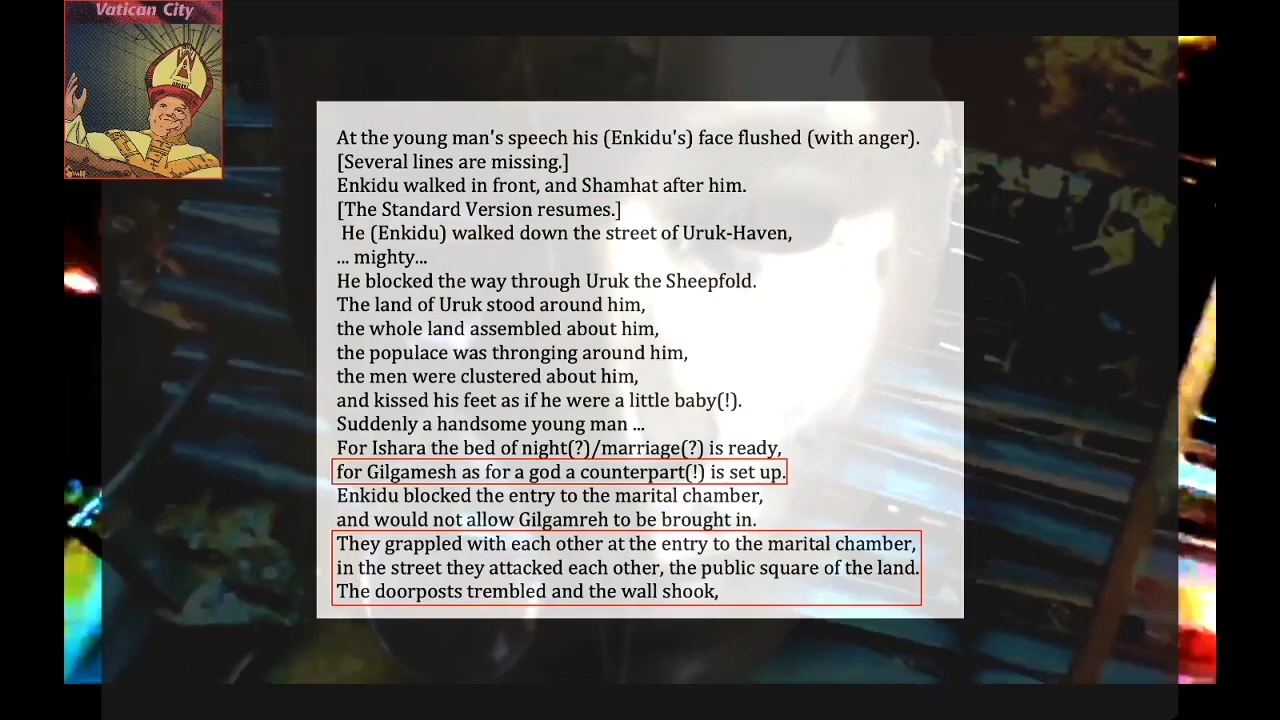 Vatican City
At the young man's speech his (Enkidu's) face flushed (with anger).
[Several lines are missing.]
Enkidu walked in front, and Shamhat after him.
[The Standard Version resumes.]
He (Enkidu) walked down the street of Uruk-Haven,
... mighty...
He blocked the way through Uruk the Sheepfold.
The land of Uruk stood around him,
the whole land assembled about him,
the populace was thronging around him,
the men were clustered about him,
and kissed his feet as if he were a little baby(!).
Suddenly a handsome young man ...
For Ishara the bed of night(?)/marriage(?) is ready,
for Gilgamesh as for a god a counterpart(!) is set up.
Enkidu blocked the entry to the marital chamber,
and would not allow Gilgamreh to be brought in.
They grappled with each other at the entry to the marital chamber,
in the street they attacked each other, the public square of the land.
The doorposts trembled and the wall shook,